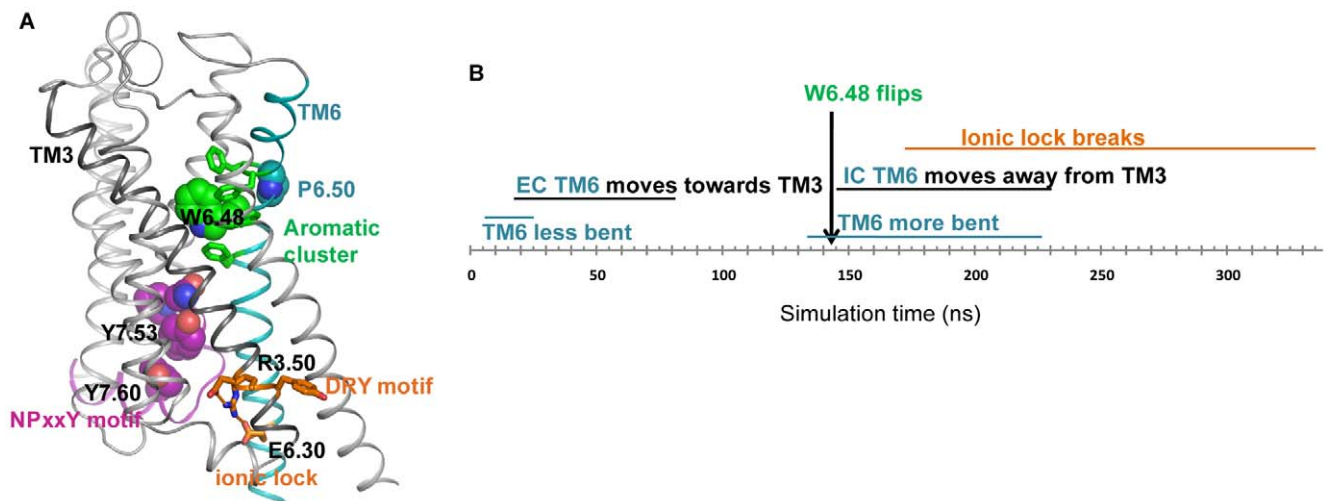 A
TM6
TM3
P6.50
W6.48
Aromatic
cluster
Y7.53
R3.50
DRY motif
Y7.60
NPxxY motif
E6.30
ionic lock
B
W6.48 flips
Ionic lock breaks
EC TM6 moves towards TM3
IC TM6 moves away from TM3
TM6 less bent
TM6 more bent
0 50 100 150 200 250 300
Simulation time (ns)